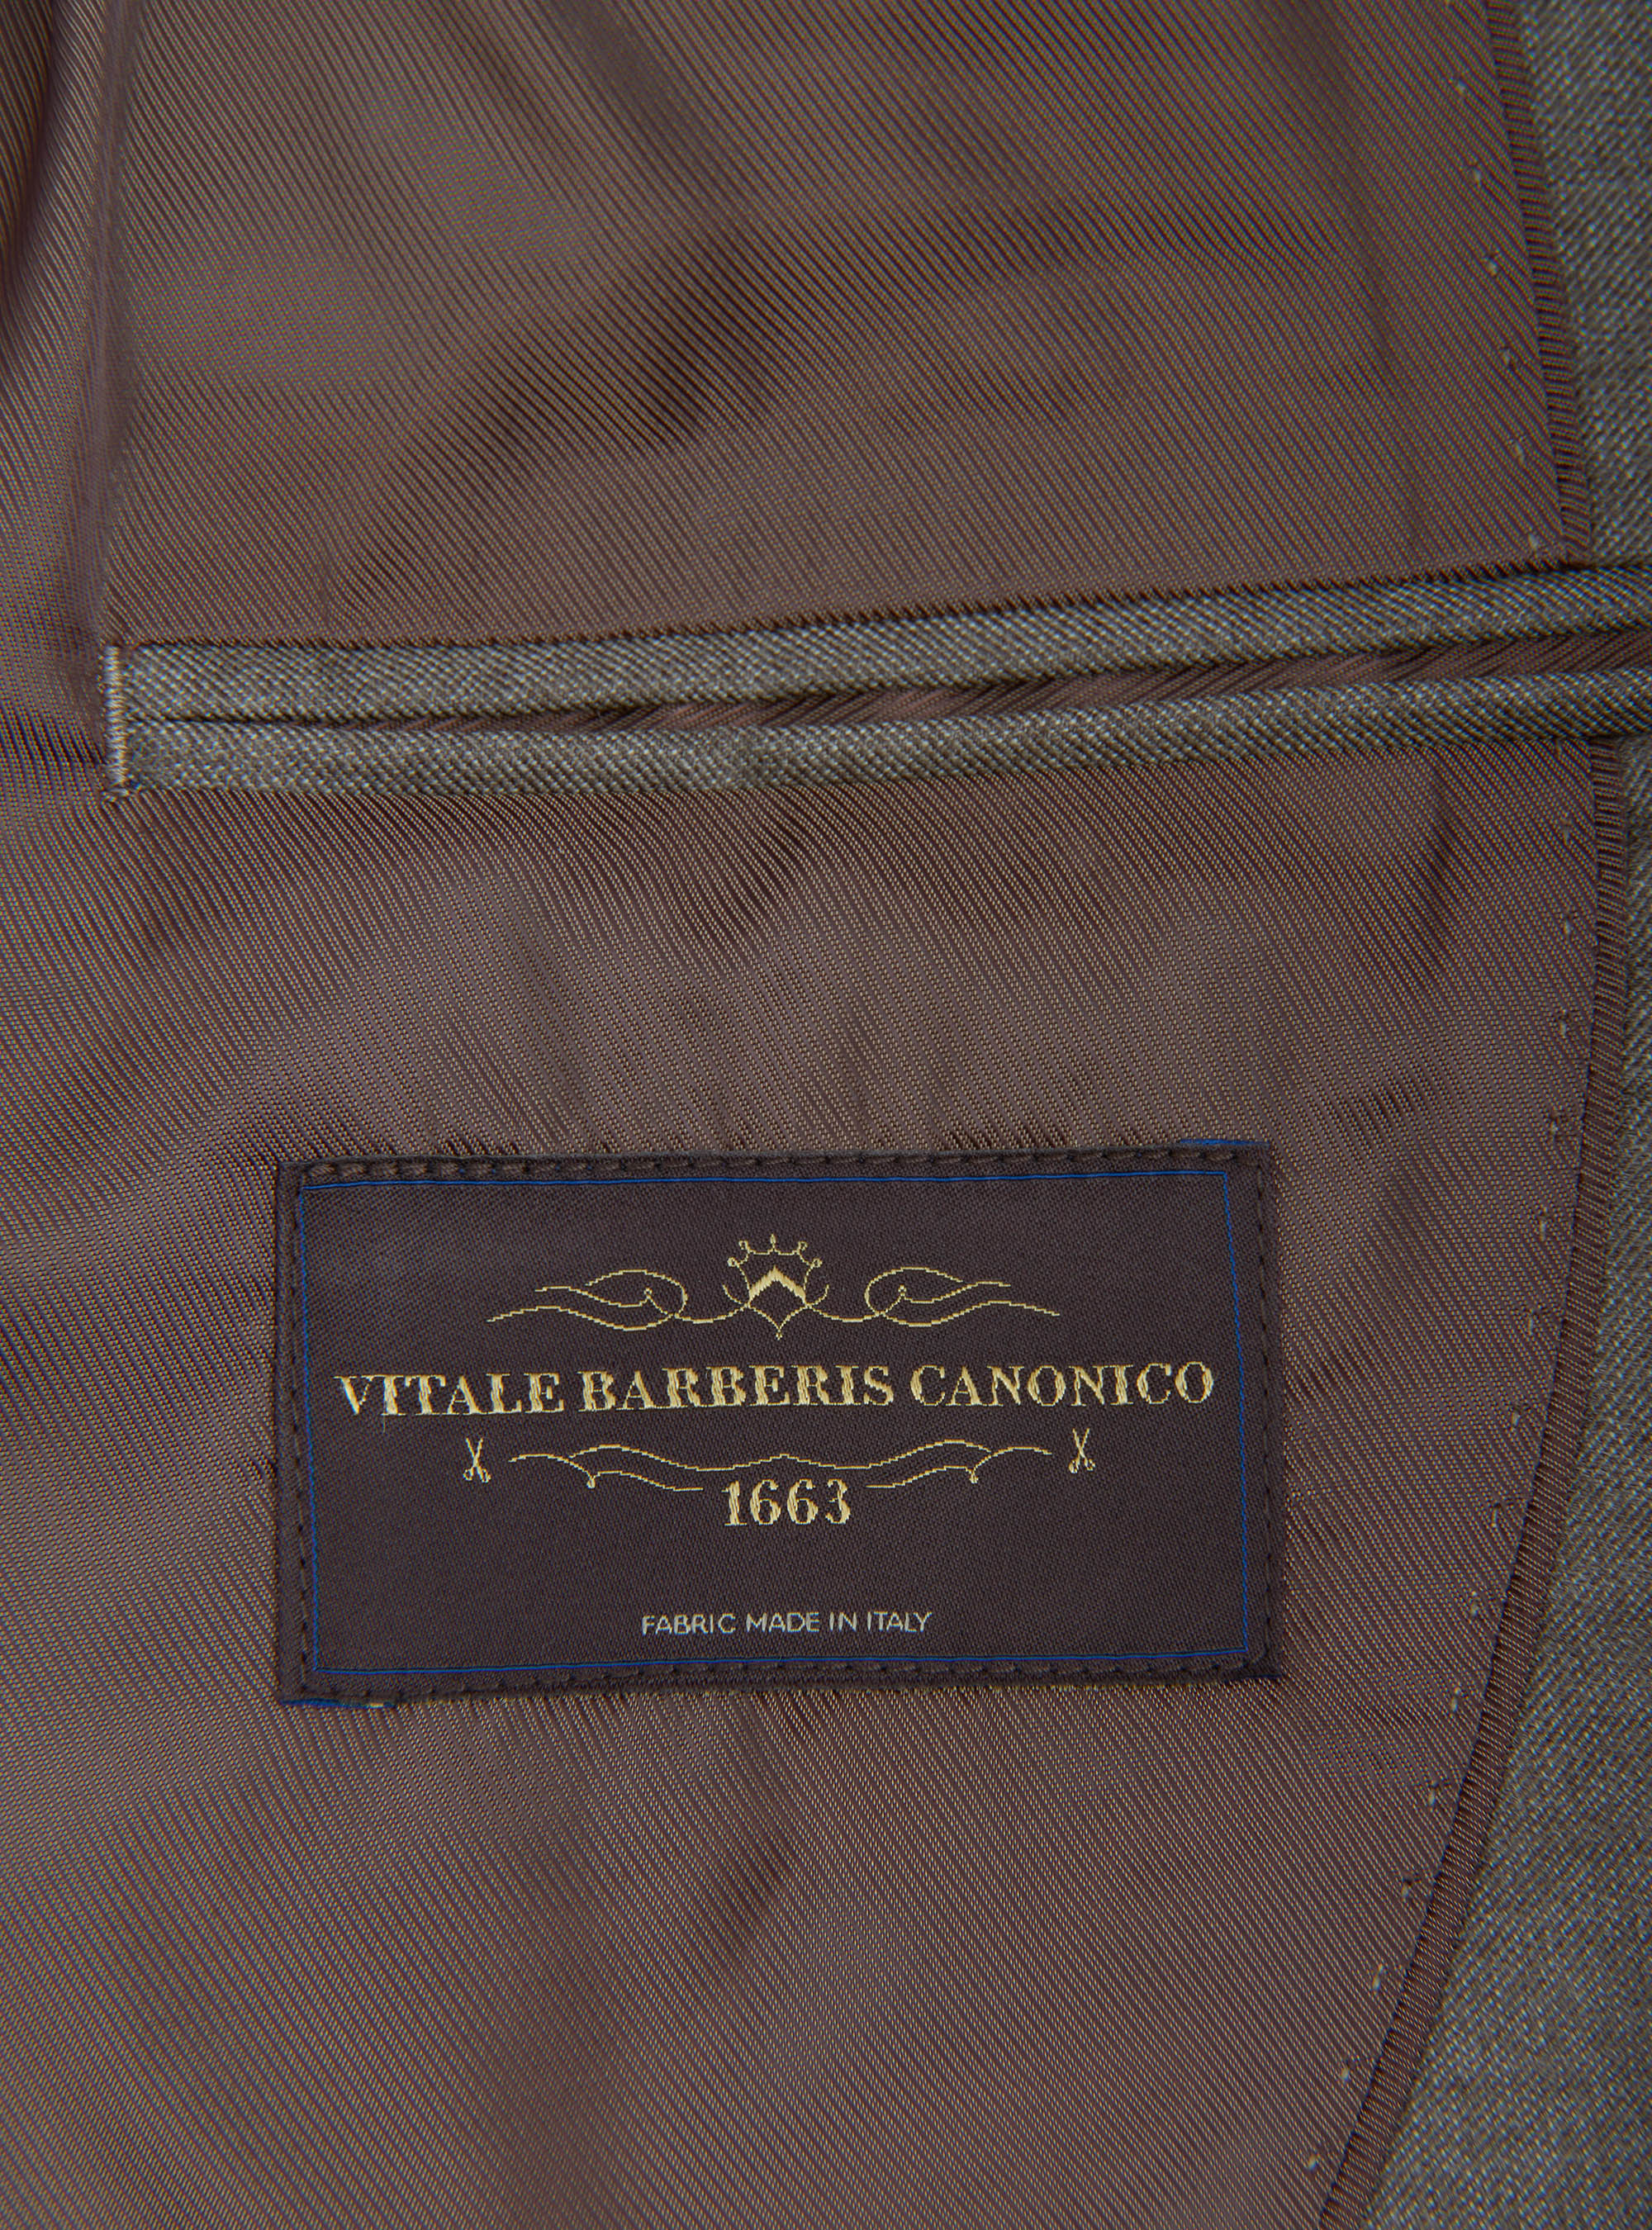 VITALE BARBERIS CANONICO
1663
FABRIC MADE IN ITALY